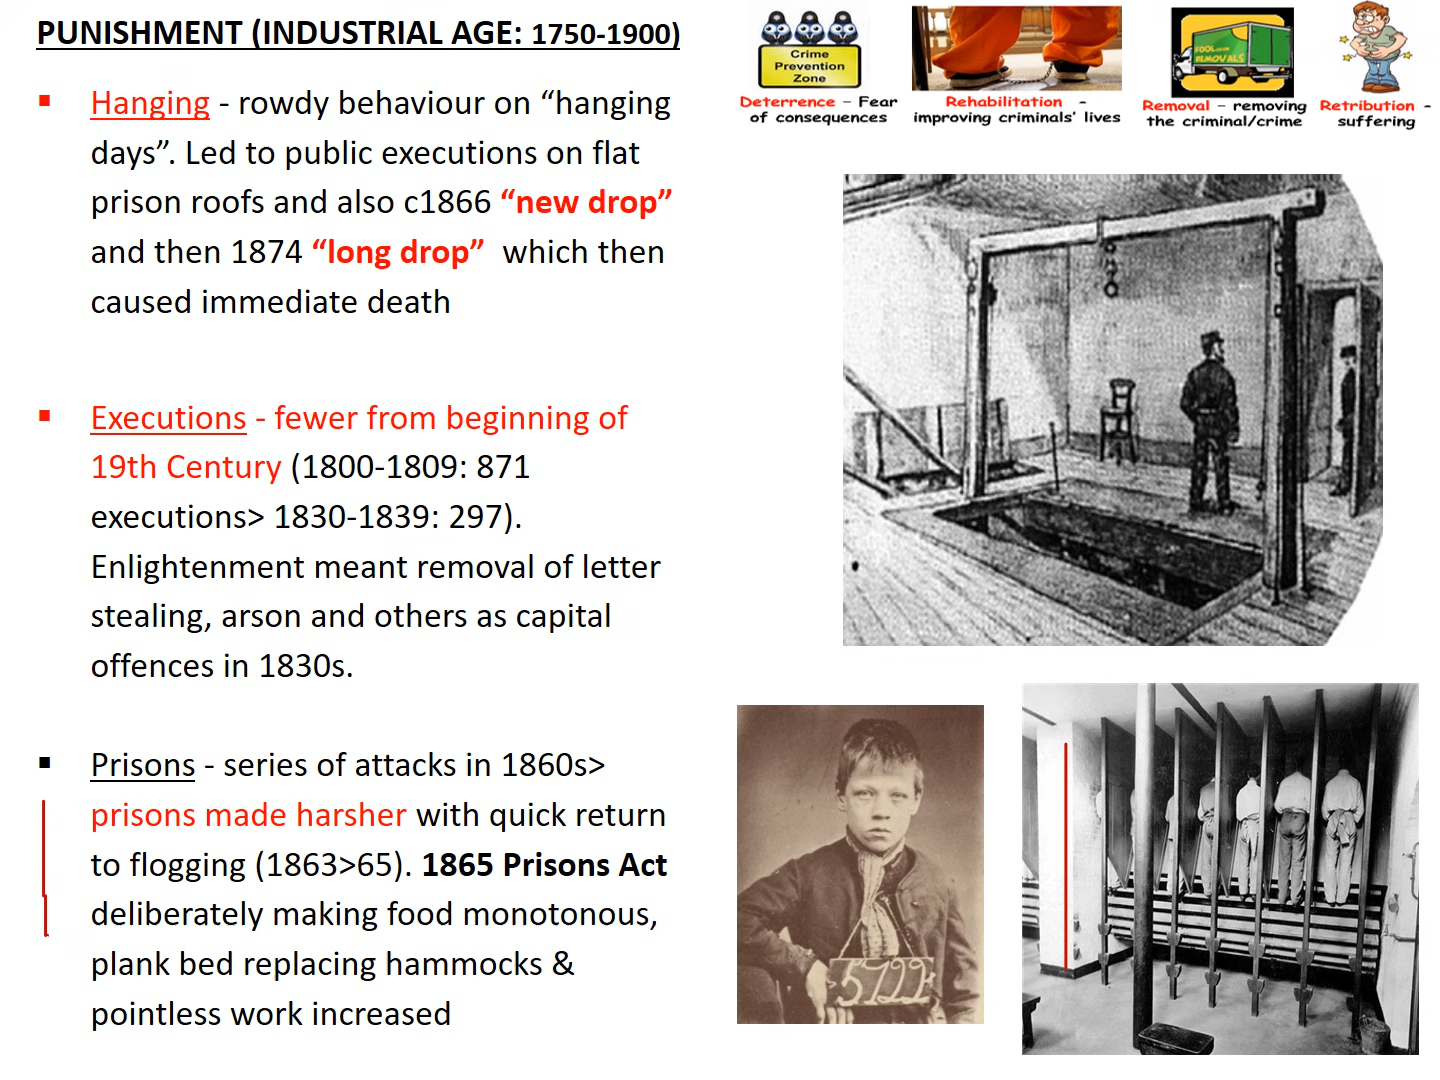 PUNISHMENT (INDUSTRIAL AGE: 1750-1900)
Crime
Prevention
Zone
Deterrence – Fear
of consequences
Rehabilitation -
improving criminals' lives
REMOVALS
Removal – removing
the criminal/crime
Retribution -
suffering
Hanging - rowdy behaviour on “hanging
days”. Led to public executions on flat
prison roofs and also c1866 “new drop”
and then 1874 “long drop” which then
caused immediate death
Executions - fewer from beginning of
19th Century (1800-1809: 871
executions> 1830-1839: 297).
Enlightenment meant removal of letter
stealing, arson and others as capital
offences in 1830s.
Prisons - series of attacks in 1860s>
prisons made harsher with quick return
to flogging (1863>65). 1865 Prisons Act
deliberately making food monotonous,
plank bed replacing hammocks &
pointless work increased
5722